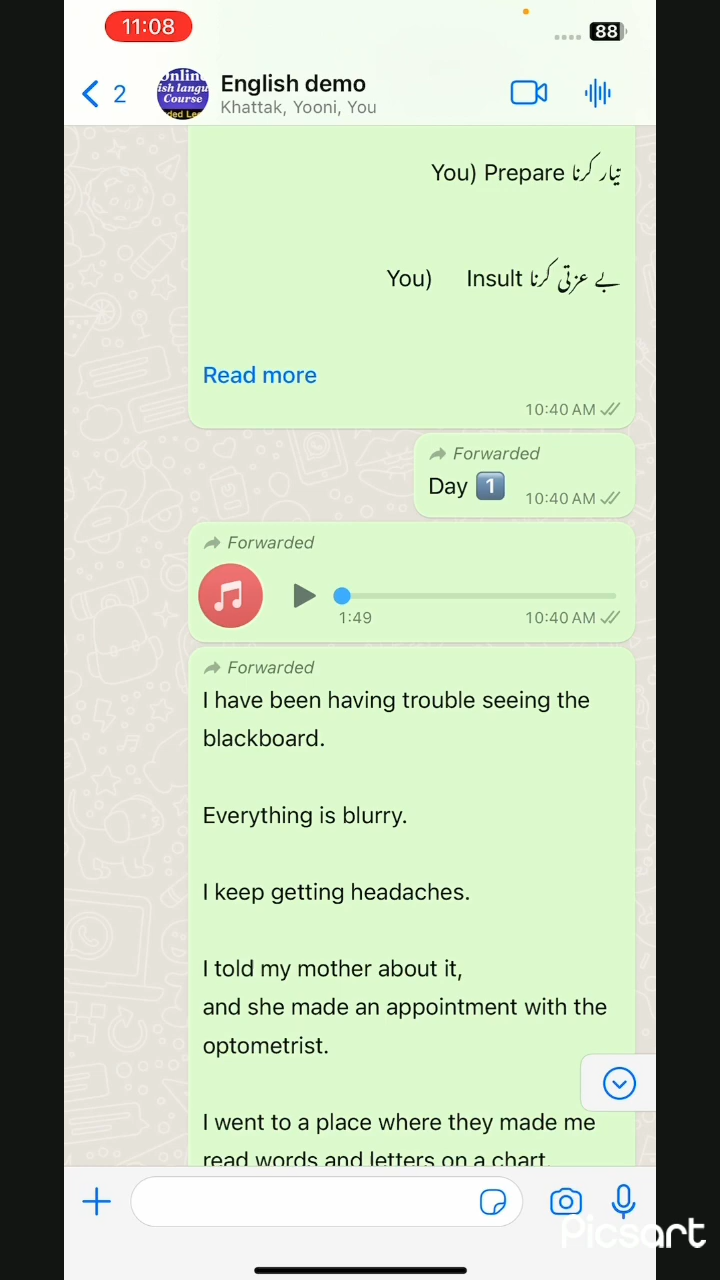 11:08
88
2
English demo
Khattak, Yooni, You
You) Prepare تیار کرنا
You) Insult بے عزتی کرنا
Read more
10:40 AM
Forwarded
Day 1
10:40 AM
Forwarded
1:49
10:40 AM
Forwarded
I have been having trouble seeing the
blackboard.
Everything is blurry.
I keep getting headaches.
I told my mother about it,
and she made an appointment with the
optometrist.
I went to a place where they made me
read words and letters on a chart.
Picsart